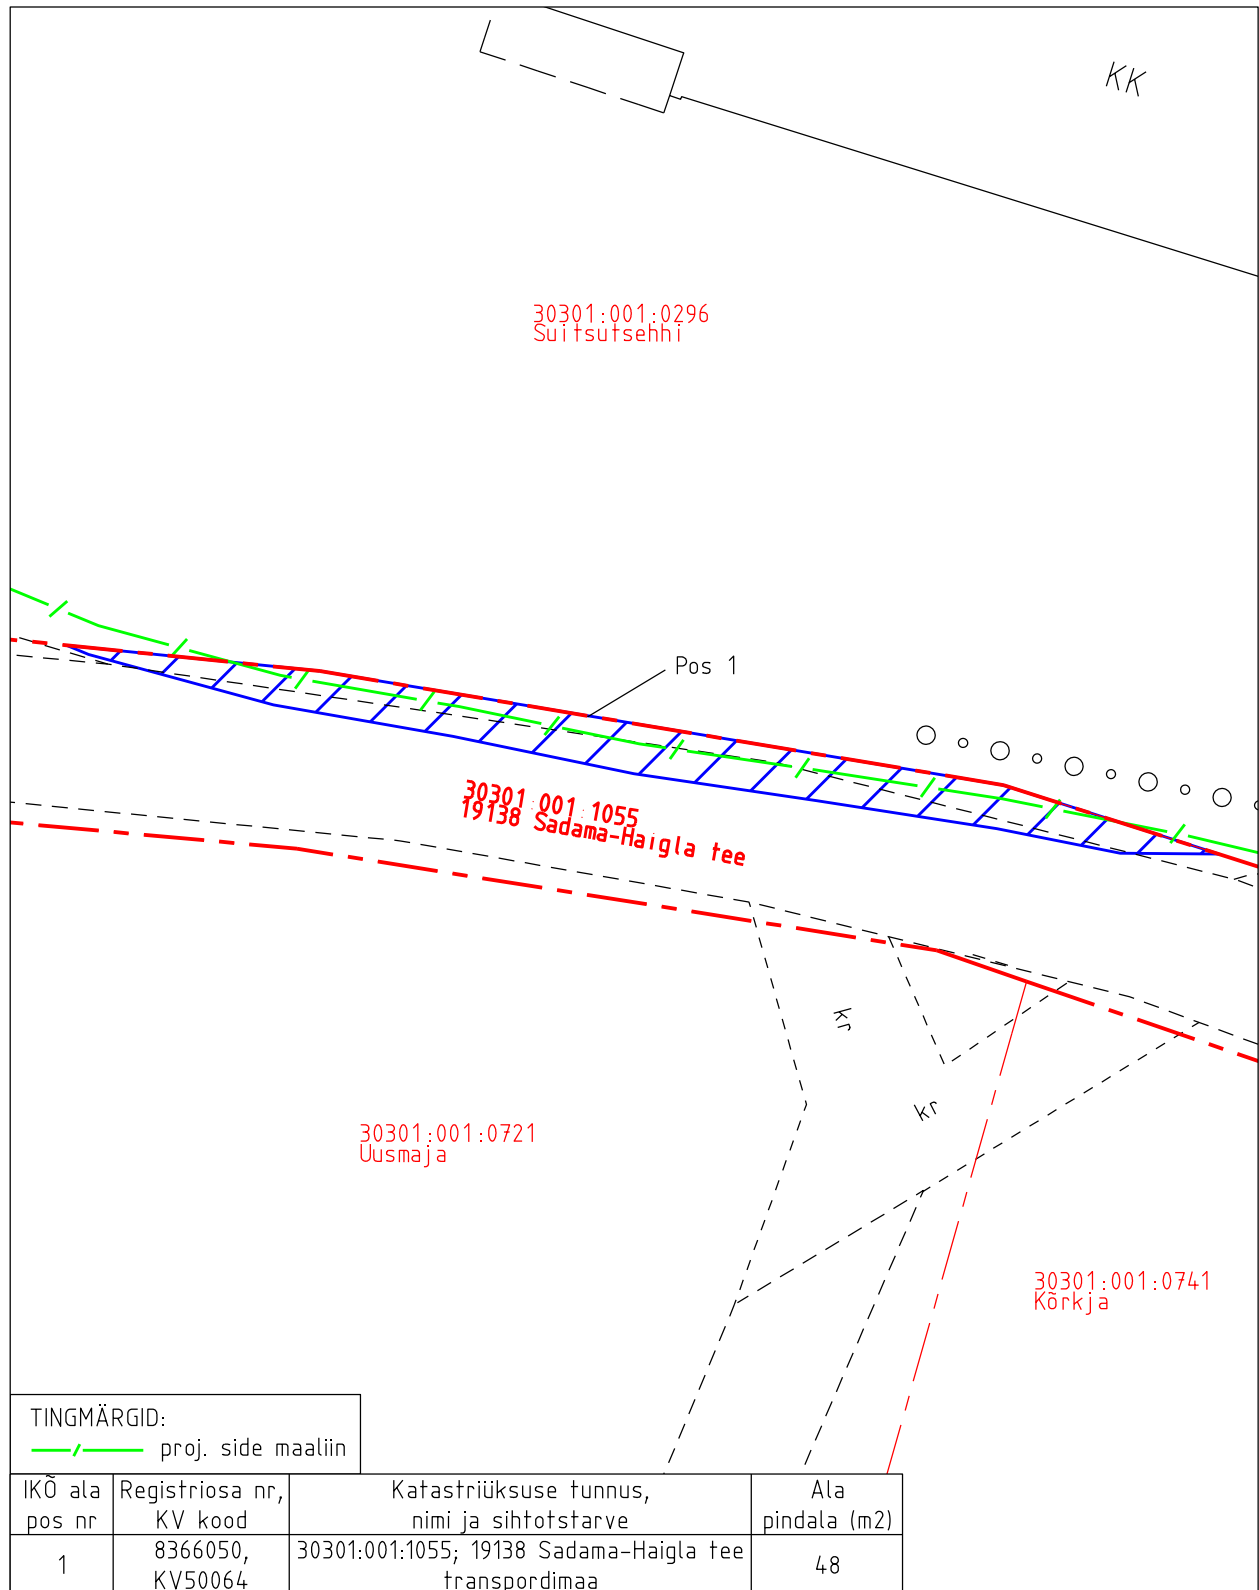 KK
30301:001:0296
Suitsutsehhi
Pos 1
30301:001:1055
19138 Sadama-Haigla tee
kr
kr
30301:001:0721
Uusmaja
30301:001:0741
Kõrkja
TINGMÄRGID:
proj. side maaliin
IKÕ ala
pos nr
Registriosa nr,
KV kood
Katastriüksuse tunnus,
nimi ja sihtotstarve
Ala
pindala (m2)
1
8366050,
KV50064
30301:001:1055; 19138 Sadama-Haigla tee
transpordimaa
48